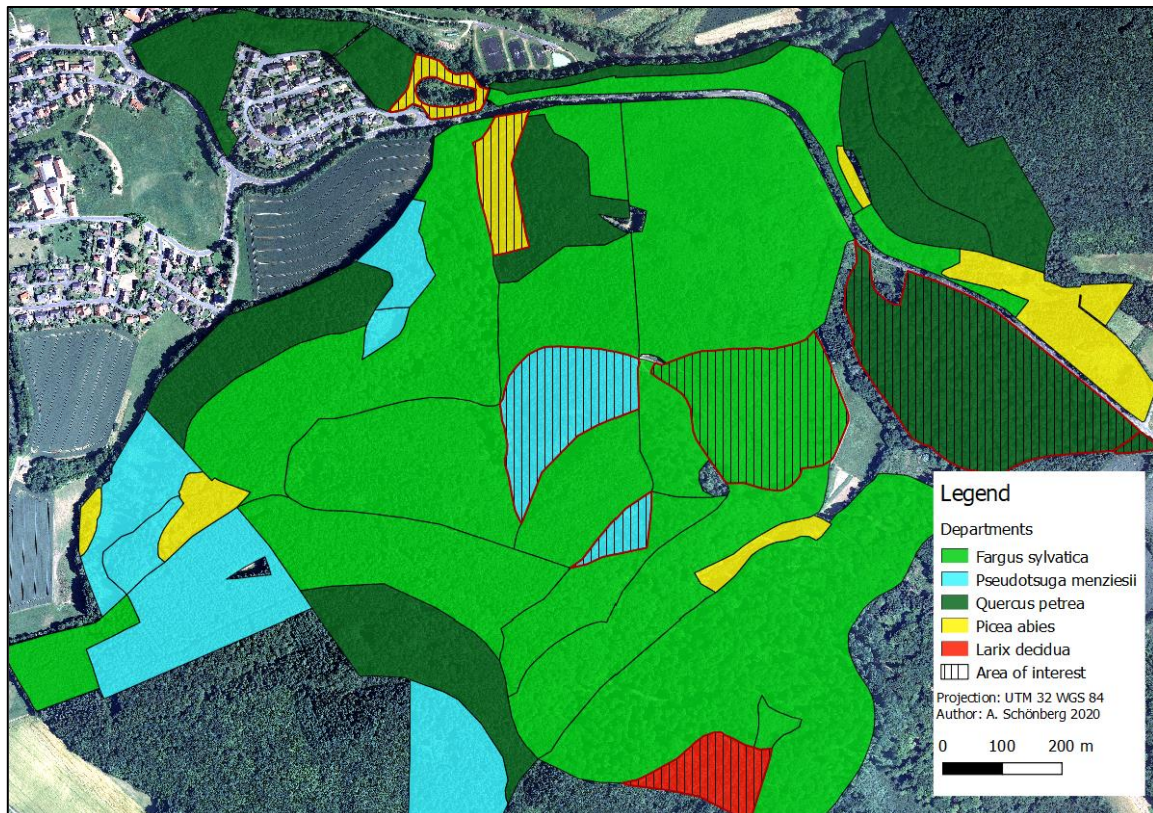 Legend
Departments
Fargus sylvatica
Pseudotsuga menziesii
Quercus petrea
Picea abies
Larix decidua
Area of interest
Projection: UTM 32 WGS 84
Author: A. Schönberg 2020
0 100 200 m